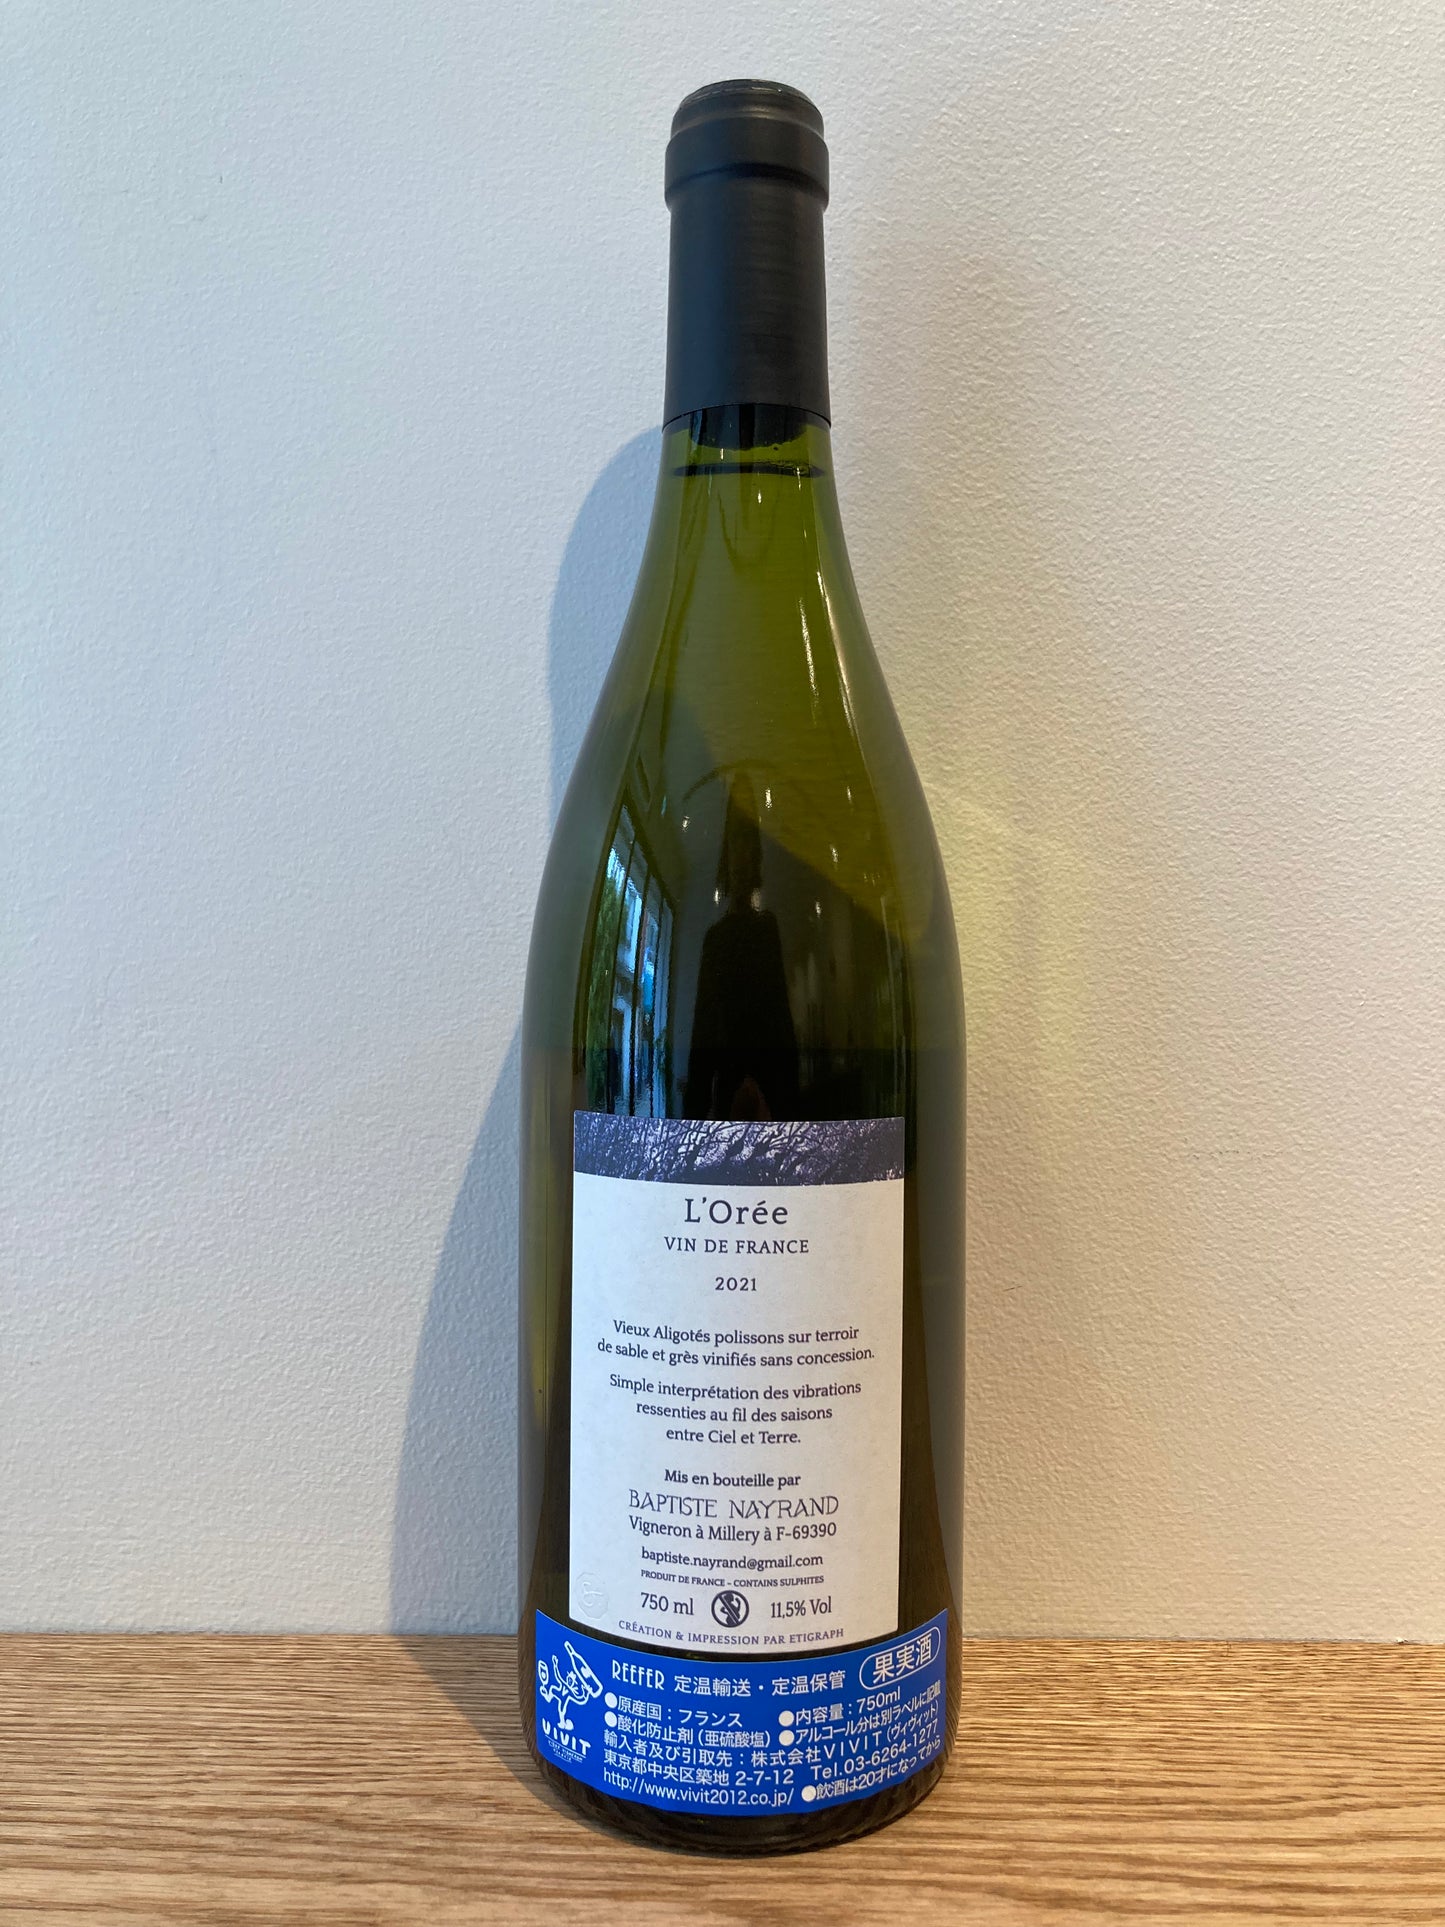 L'Orée
VIN DE FRANCE
2021
Vieux Aligotés polissons sur terroir
de sable et grès vinifiés sans concession.
Simple interprétation des vibrations
ressenties au fil des saisons
entre Ciel et Terre.
Mis en bouteille par
BAPTISTE NAYRAND
Vigneron à Millery à F-69390
baptiste.nayrand@gmail.com
PRODUIT DE FRANCE - CONTAINS SULPHITES
750 ml 11,5% Vol
CRÉATION & IMPRESSION PAR ETIGRAPH
REEFER 定温輸送・定温保管 果実酒
●原産国：フランス ●内容量：750ml
●酸化防止剤（亜硫酸塩）●アルコール分は別ラベルに記載
輸入者及び引取先：株式会社VIVIT（ヴィヴィット）
東京都中央区築地 2-7-12 Tel.03-6264-1277
http://www.vivit2012.co.jp/ ●飲酒は20才になってから
VIVIT